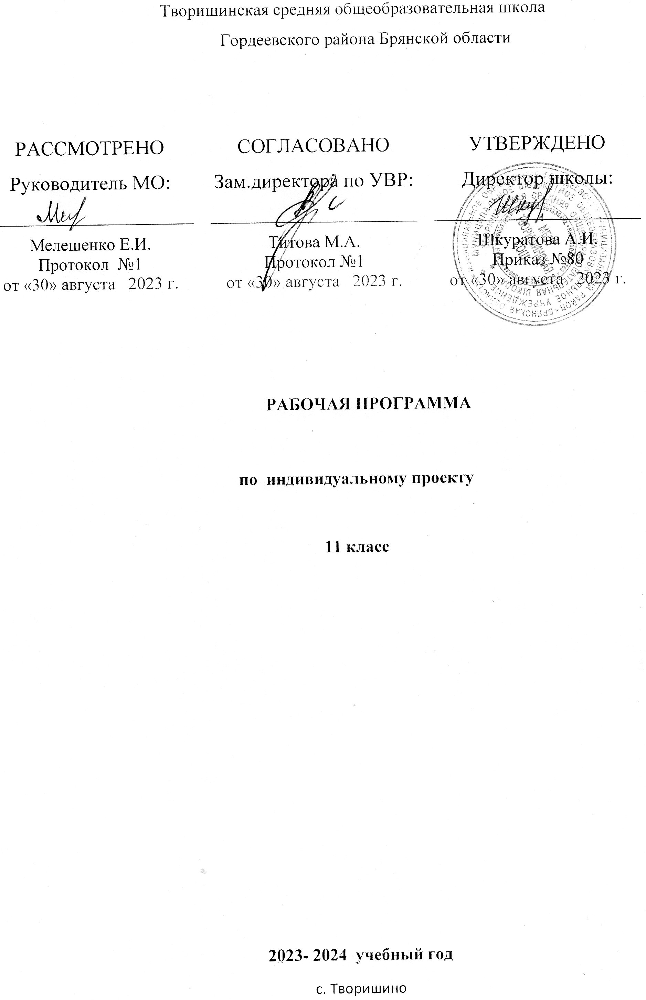 Творишинская средняя общеобразовательная школа
Гордеевского района Брянской области
РАССМОТРЕНО
Руководитель МО:
Мелешенко Е.И.
Протокол №1
от «30» августа 2023 г.
СОГЛАСОВАНО
Зам.директора по УВР:
Титова М.А.
Протокол №1
от «30» августа 2023 г.
УТВЕРЖДЕНО
Директор школы:
Шкуратова А.И.
Приказ №80
от «30» августа 2023 г.
РАБОЧАЯ ПРОГРАММА
по индивидуальному проекту
11 класс
2023- 2024 учебный год
с. Творишино